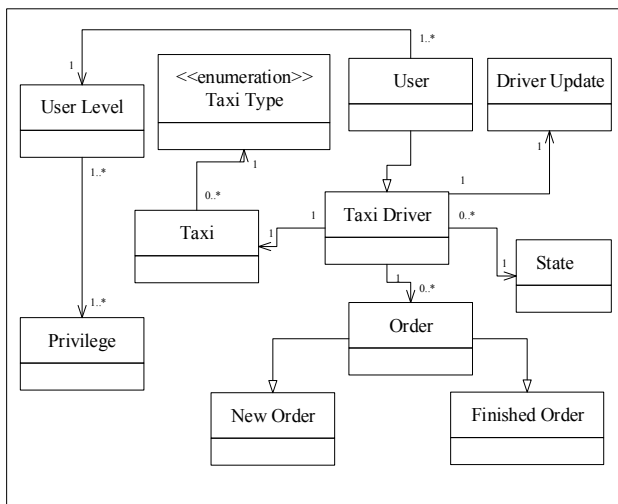 1..*
1
<<enumeration>>
Taxi Type
User
Driver Update
User Level
1
1
1..*
0..*
1
Taxi Driver
1
0..*
Taxi
1
1
State
1
0..*
Order
1..*
Privilege
New Order
Finished Order